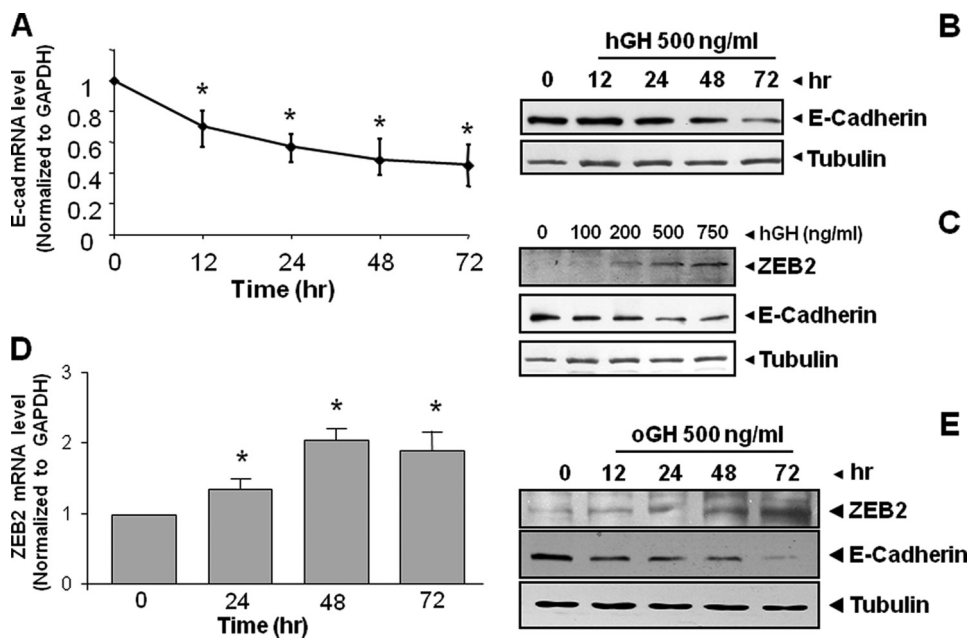 A
E-cad mRNA level
(Normalized to GAPDH)
1
0.8
0.6
0.4
0.2
0
* * * *
0 12 24 48 72
Time (hr)
B
hGH 500 ng/ml
0 12 24 48 72 ◄ hr
◄ E-Cadherin
◄ Tubulin
C
0 100 200 500 750 ◄ hGH (ng/ml)
◄ ZEB2
◄ E-Cadherin
◄ Tubulin
D
ZEB2 mRNA level
(Normalized to GAPDH)
3
2
1
0
* * *
0 24 48 72
Time (hr)
E
oGH 500 ng/ml
0 12 24 48 72 ◄ hr
◄ ZEB2
◄ E-Cadherin
◄ Tubulin